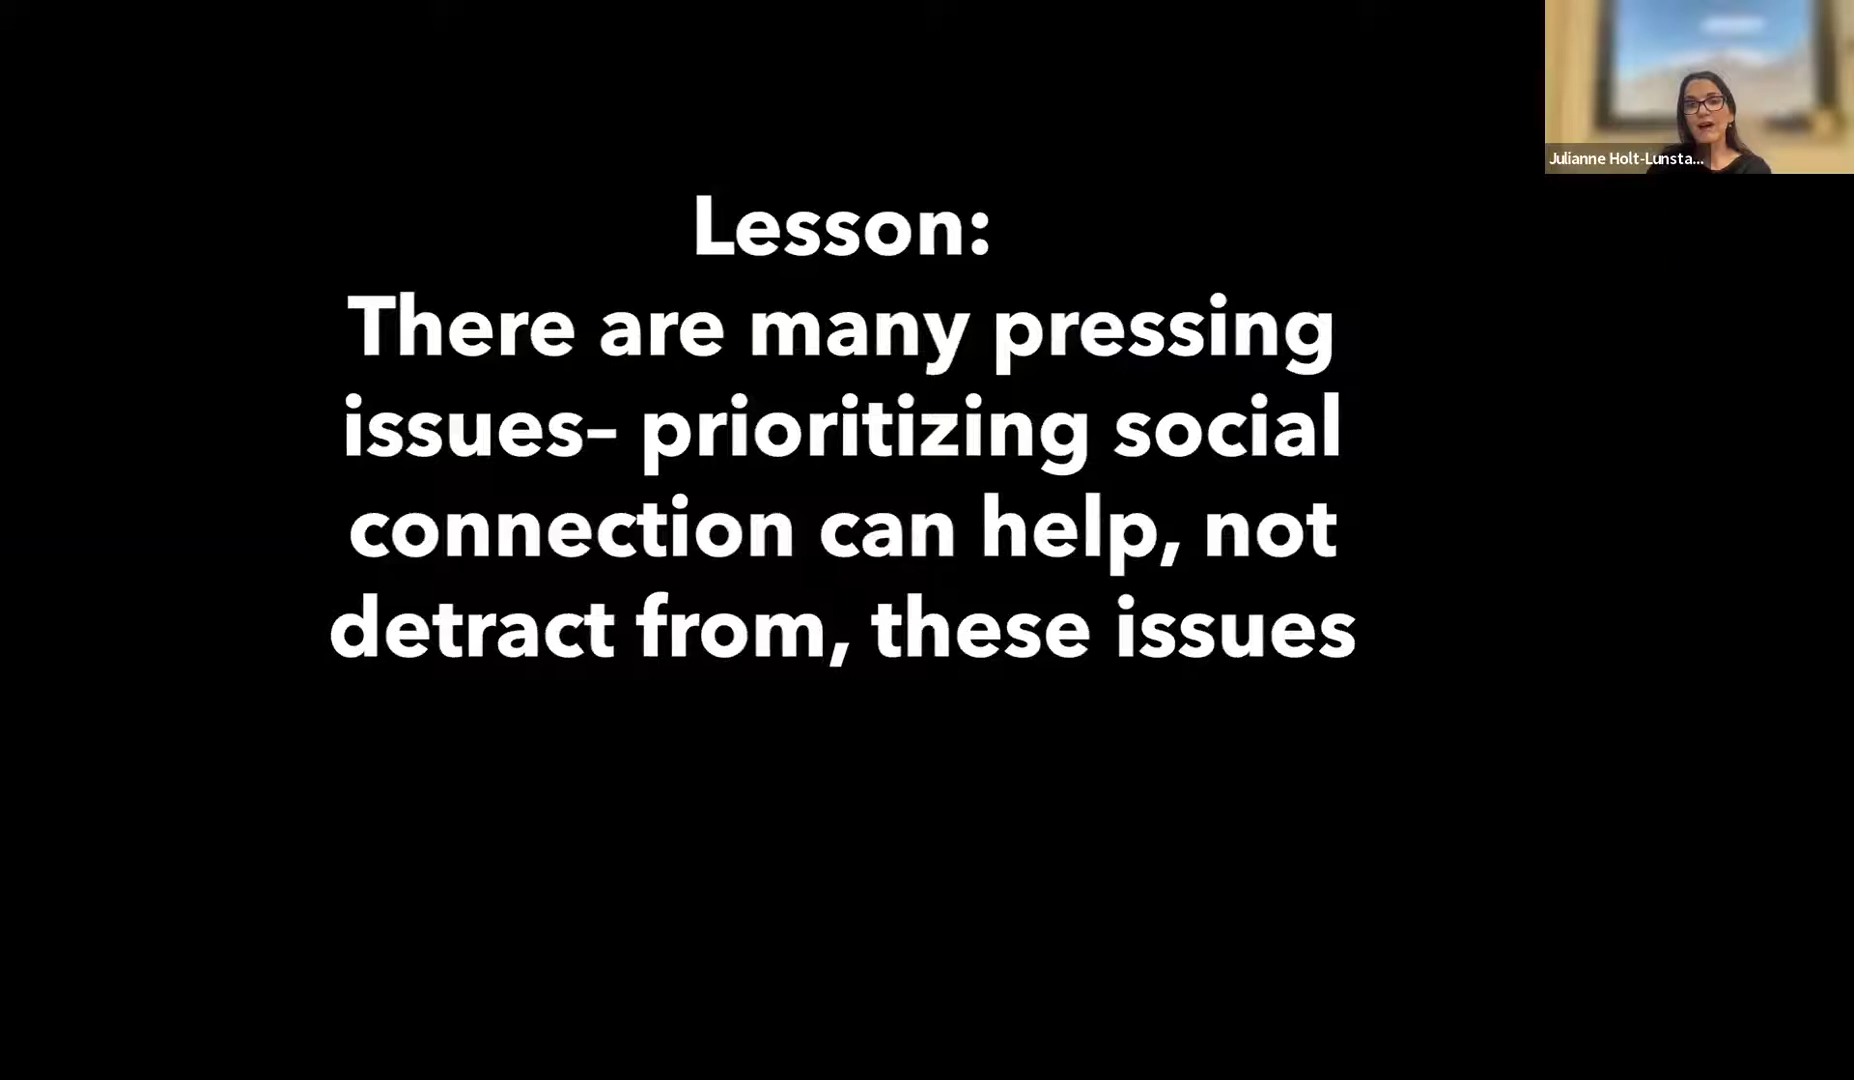 Julianne Holt-Lunsta...
Lesson:
There are many pressing
issues– prioritizing social
connection can help, not
detract from, these issues